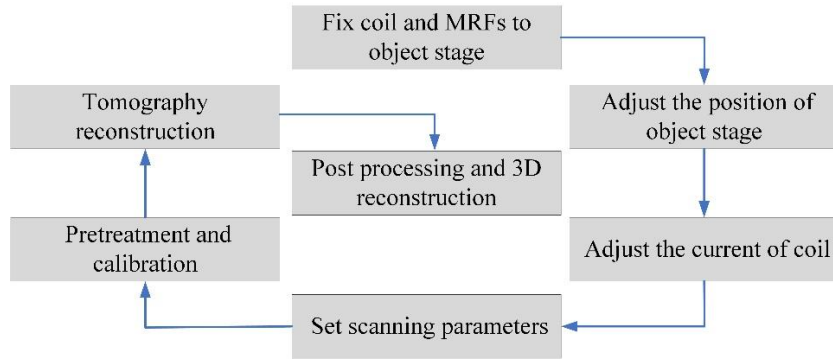 Fix coil and MRFs to
object stage
Adjust the position of
object stage
Adjust the current of coil
Set scanning parameters
Pretreatment and
calibration
Tomography
reconstruction
Post processing and 3D
reconstruction